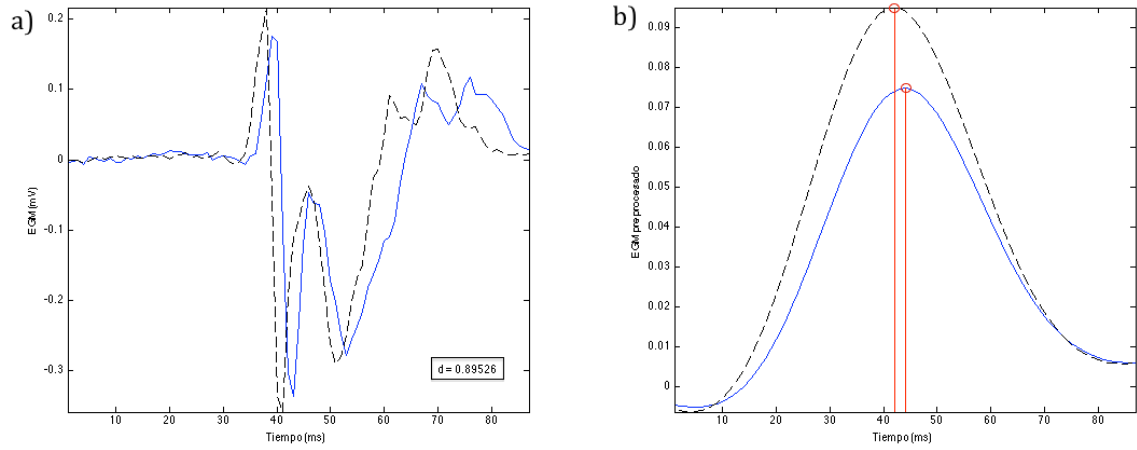 a)
0.2
0.1
0
-0.1
-0.2
-0.3
EGM (mV)
d = 0.89526
10 20 30 40 50 60 70 80
Tiempo (ms)
b)
0.09
0.08
0.07
0.06
0.05
0.04
0.03
0.02
0.01
0
EGM preprocesado
10 20 30 40 50 60 70 80
Tiempo (ms)